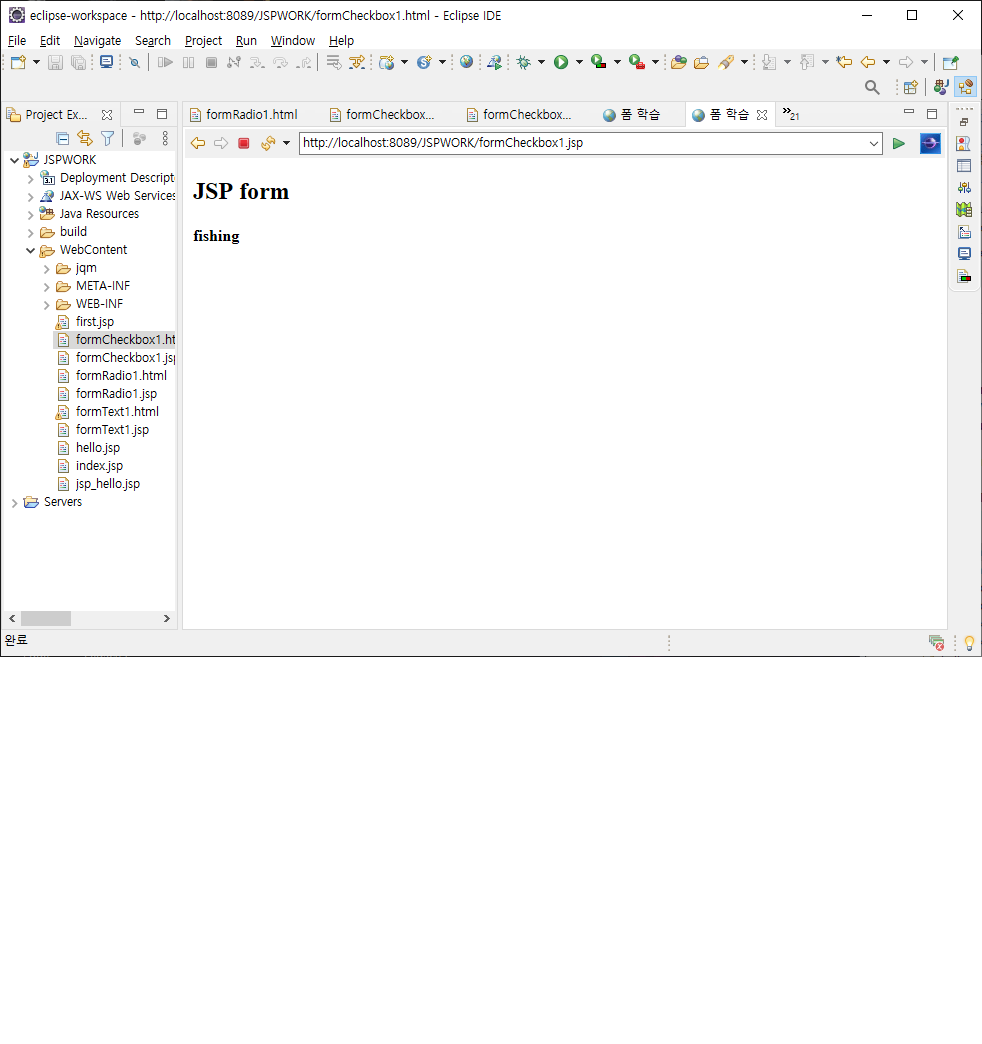 eclipse-workspace - http://localhost:8089/JSPWORK/formCheckbox1.html - Eclipse IDE
File Edit Navigate Search Project Run Window Help
Project Ex...
formRadio1.html formCheckbox... formCheckbox... 폼 학습 폼 학습 »21
http://localhost:8089/JSPWORK/formCheckbox1.jsp
JSPWORK
Deployment Descript
JAX-WS Web Services
Java Resources
build
WebContent
jqm
META-INF
WEB-INF
first.jsp
formCheckbox1.ht
formCheckbox1.jsp
formRadio1.html
formRadio1.jsp
formText1.html
formText1.jsp
hello.jsp
index.jsp
jsp_hello.jsp
Servers
JSP form
fishing
완료